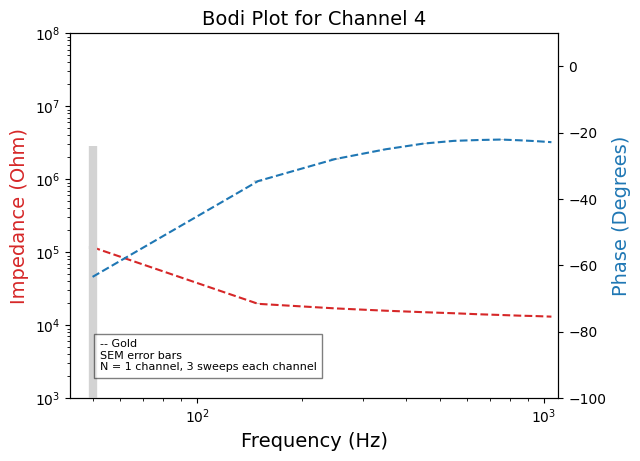 Bodi Plot for Channel 4
10^8
10^7
10^6
10^5
10^4
10^3
Impedance (Ohm)
0
−20
−40
−60
−80
−100
Phase (Degrees)
-- Gold
SEM error bars
N = 1 channel, 3 sweeps each channel
10^2
10^3
Frequency (Hz)